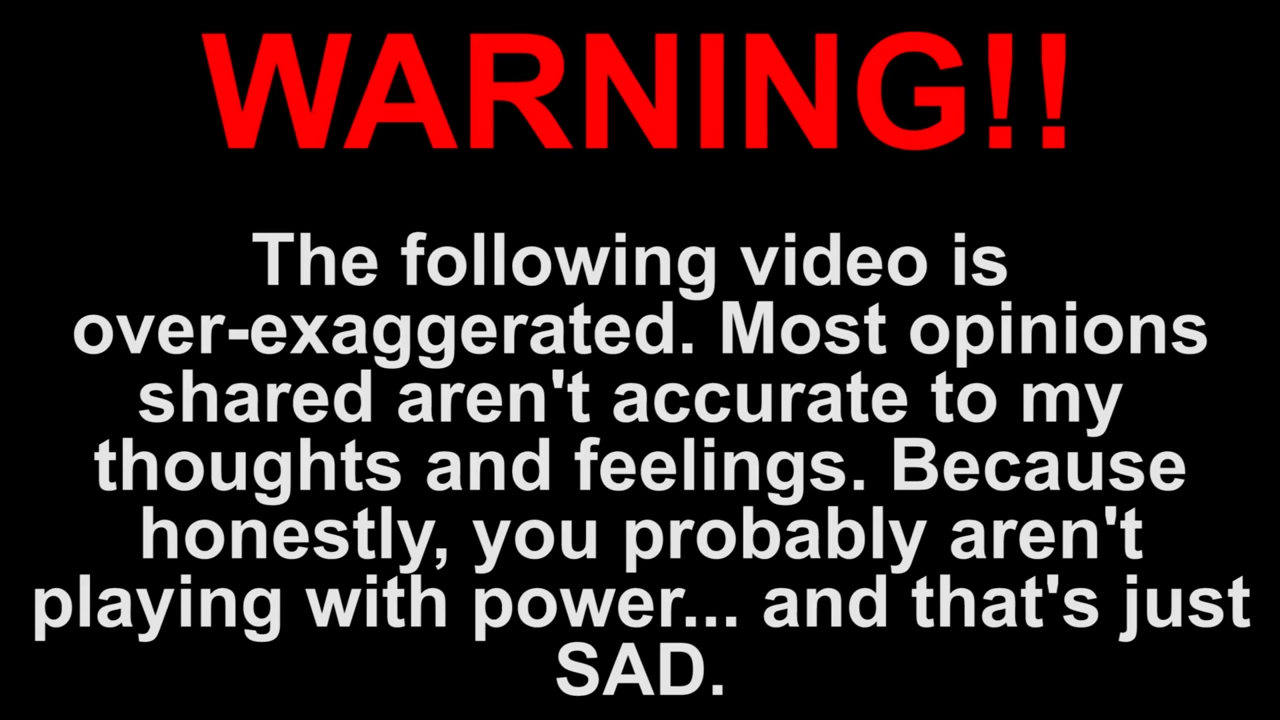 WARNING!!
The following video is
over-exaggerated. Most opinions
shared aren't accurate to my
thoughts and feelings. Because
honestly, you probably aren't
playing with power... and that's just
SAD.